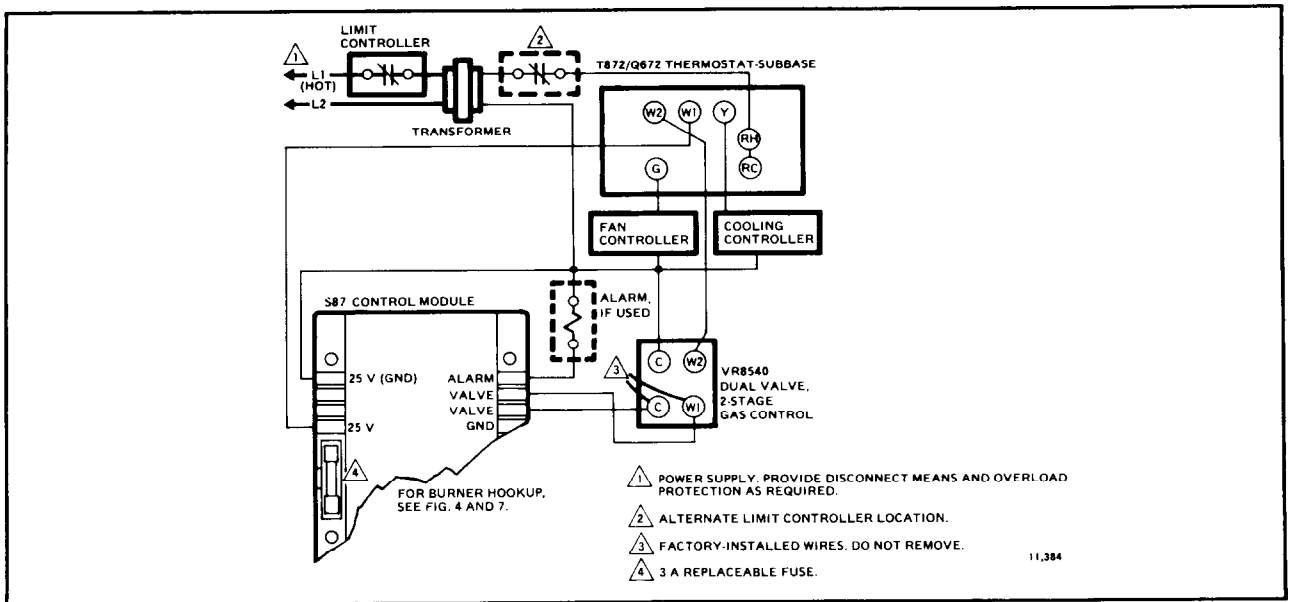 LIMIT
CONTROLLER
1
2
L1
(HOT)
L2
TRANSFORMER
T872/Q672 THERMOSTAT-SUBBASE
W2 W1 Y
RH
RC
G
FAN
CONTROLLER
COOLING
CONTROLLER
S87 CONTROL MODULE
ALARM,
IF USED
25 V (GND)
ALARM
VALVE
VALVE
GND
25 V
4
FOR BURNER HOOKUP,
SEE FIG. 4 AND 7.
3
C W2
C W1
VR8540
DUAL VALVE,
2-STAGE
GAS CONTROL
1 POWER SUPPLY. PROVIDE DISCONNECT MEANS AND OVERLOAD
PROTECTION AS REQUIRED.
2 ALTERNATE LIMIT CONTROLLER LOCATION.
3 FACTORY-INSTALLED WIRES. DO NOT REMOVE.
4 3 A REPLACEABLE FUSE.
11,384